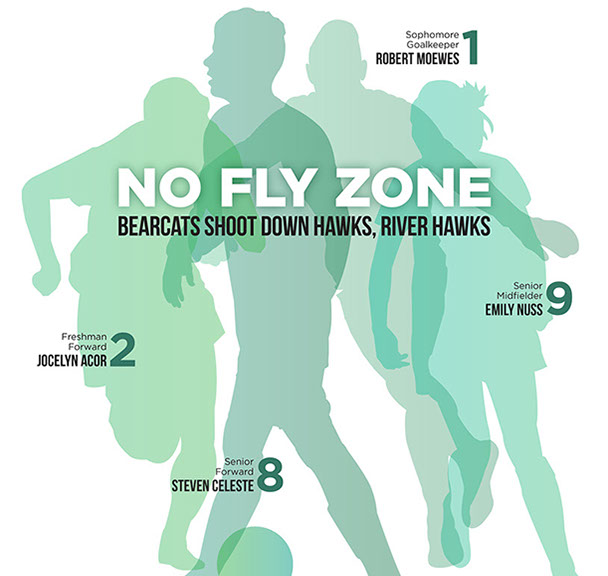 Sophomore
Goalkeeper
ROBERT MOEWES 1
NO FLY ZONE
BEARCATS SHOOT DOWN HAWKS, RIVER HAWKS
Senior
Midfielder
EMILY NUSS 9
Freshman
Forward
JOCELYN ACOR 2
Senior
Forward
STEVEN CELESTE 8